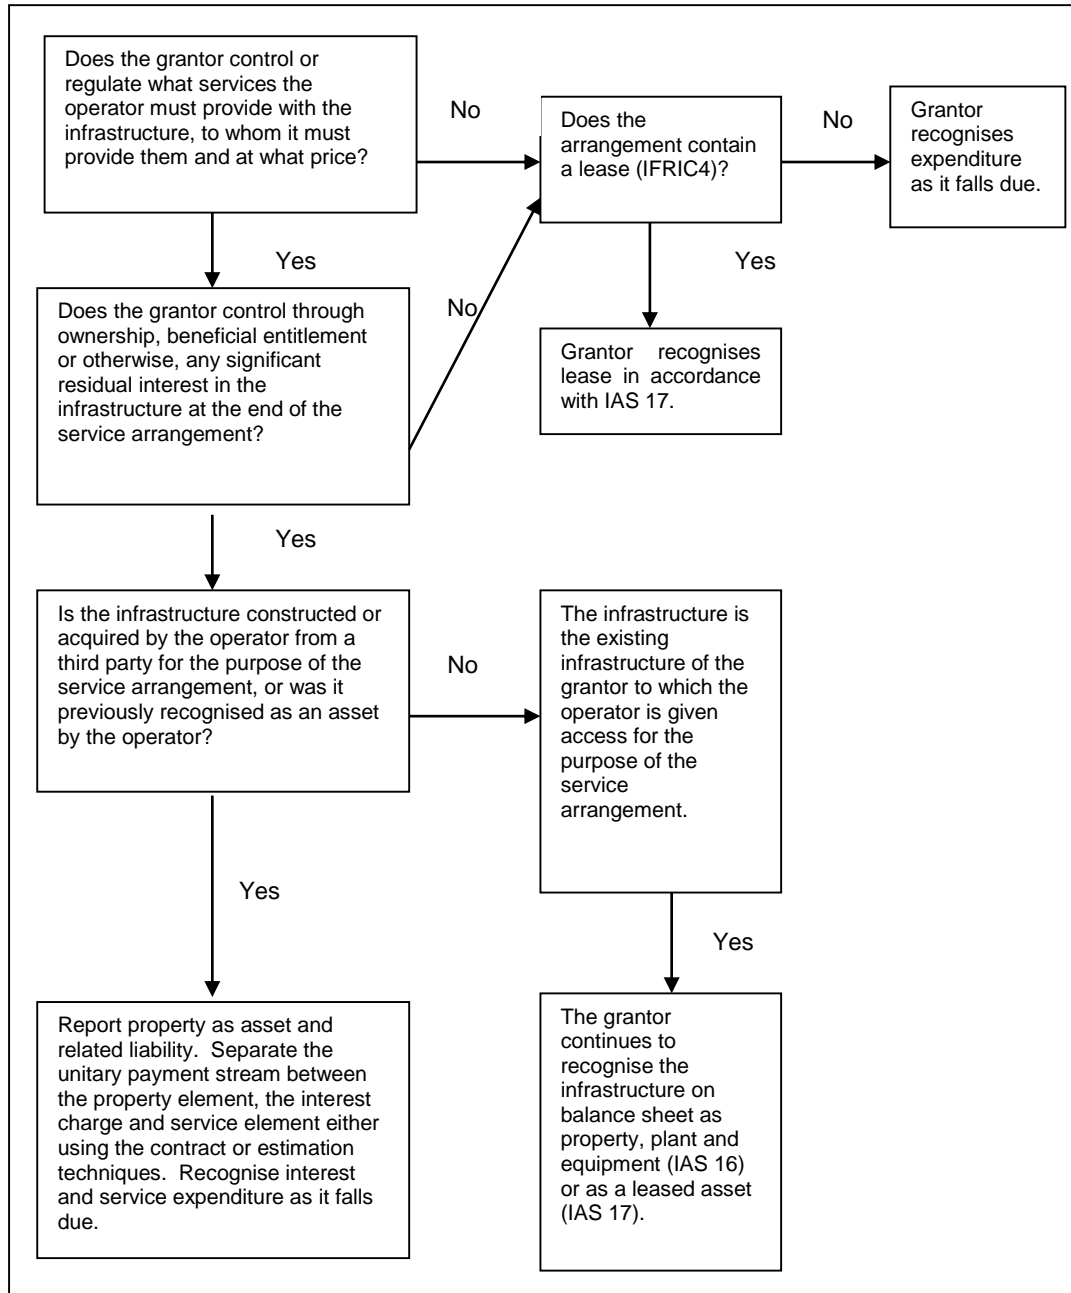 Does the grantor control or
regulate what services the
operator must provide with the
infrastructure, to whom it must
provide them and at what price?
No
Does the
arrangement contain
a lease (IFRIC4)?
No
Grantor
recognises
expenditure
as it falls due.
Yes
Yes
Does the grantor control through
ownership, beneficial entitlement
or otherwise, any significant
residual interest in the
infrastructure at the end of the
service arrangement?
No
Grantor recognises
lease in accordance
with IAS 17.
Yes
Is the infrastructure constructed or
acquired by the operator from a
third party for the purpose of the
service arrangement, or was it
previously recognised as an asset
by the operator?
No
The infrastructure is
the existing
infrastructure of the
grantor to which the
operator is given
access for the
purpose of the
service
arrangement.
Yes
Yes
Report property as asset and
related liability. Separate the
unitary payment stream between
the property element, the interest
charge and service element either
using the contract or estimation
techniques. Recognise interest
and service expenditure as it falls
due.
The grantor
continues to
recognise the
infrastructure on
balance sheet as
property, plant and
equipment (IAS 16)
or as a leased asset
(IAS 17).